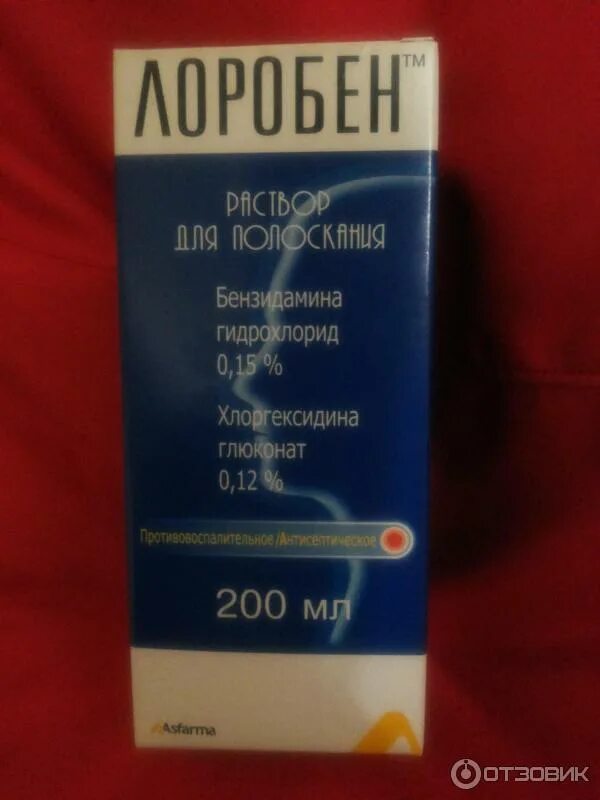 ЛОРОБЕН™
РАСТВОР
ДЛЯ ПОЛОСКАНИЯ
Бензидамина
гидрохлорид
0,15 %
Хлоргексидина
глюконат
0,12 %
Противовоспалительное/Антисептическое
200 мл
Asfarma
ОТЗОВИК